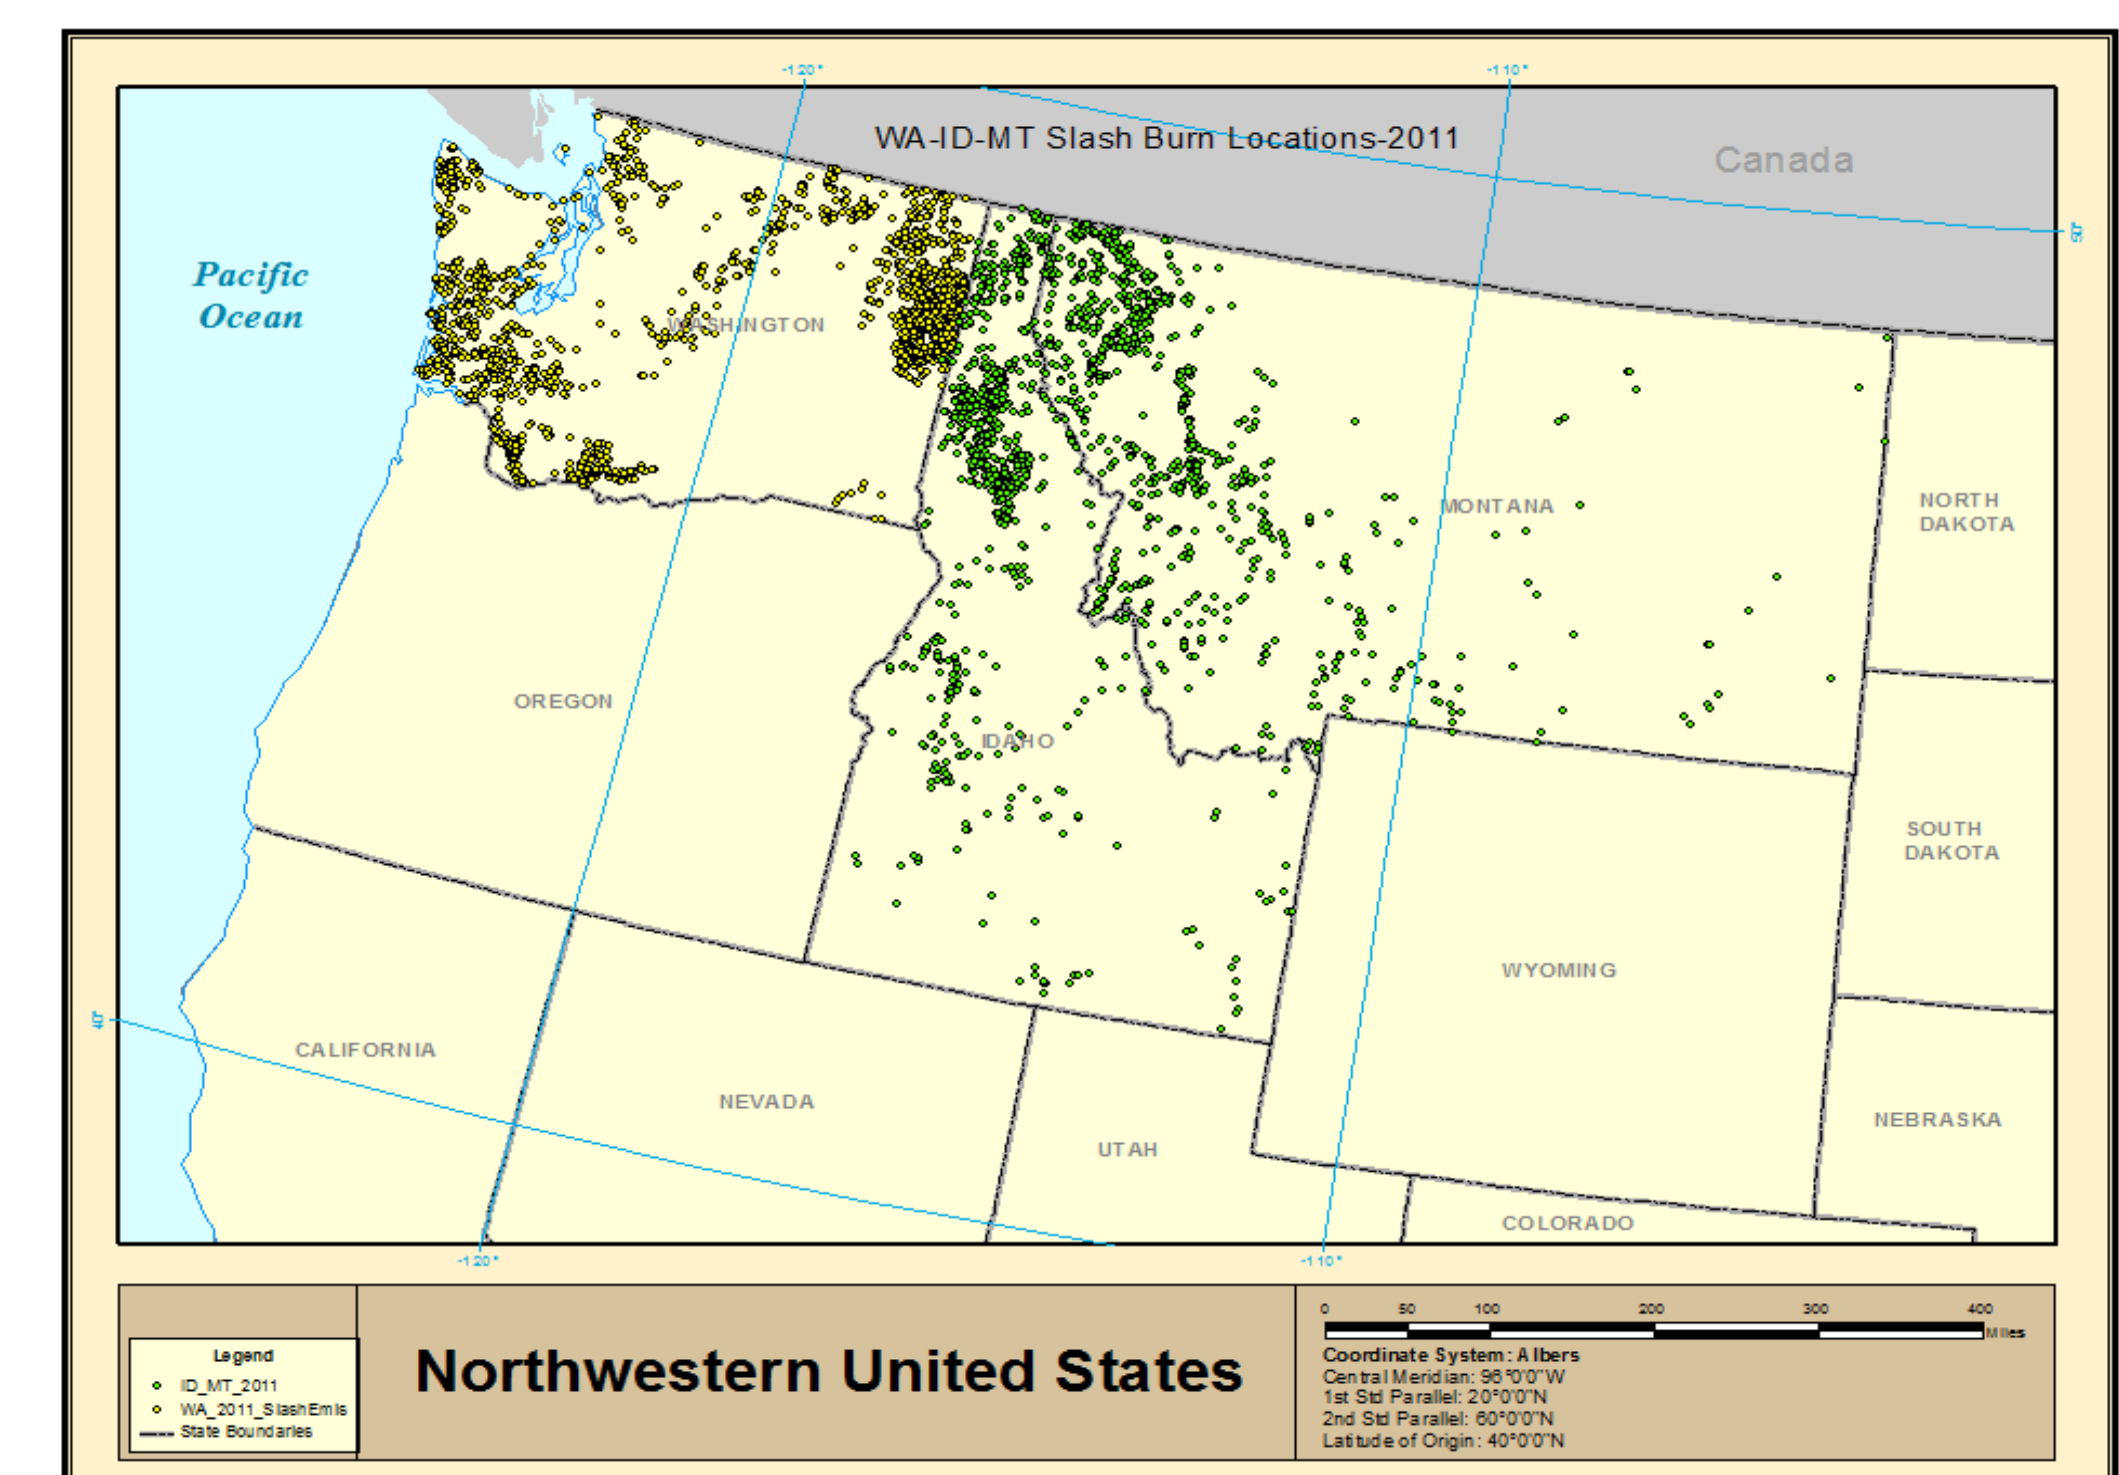 -120°
-110°
WA-ID-MT Slash Burn Locations-2011
Canada
50°
Pacific
Ocean
WASHINGTON
MONTANA
NORTH
DAKOTA
OREGON
IDAHO
SOUTH
DAKOTA
WYOMING
40°
CALIFORNIA
NEVADA
NEBRASKA
UTAH
COLORADO
-120°
-110°
Legend
ID_MT_2011
WA_2011_SlashEmis
State Boundaries
Northwestern United States
0 50 100 200 300 400
Miles
Coordinate System: Albers
Central Meridian: 96°0'0"W
1st Std Parallel: 20°0'0"N
2nd Std Parallel: 60°0'0"N
Latitude of Origin: 40°0'0"N